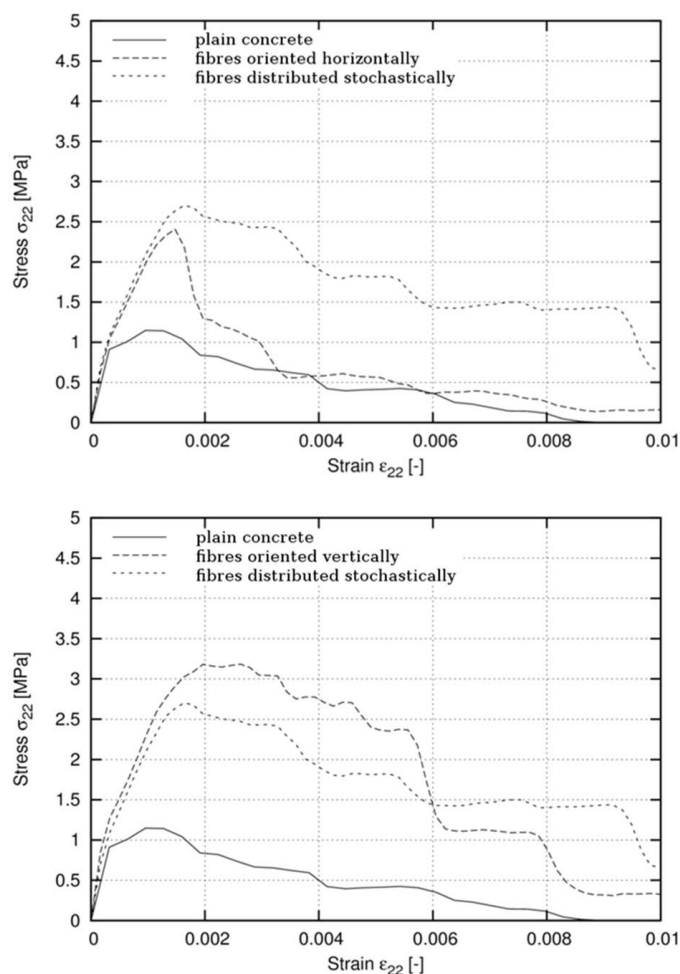 plain concrete
fibres oriented horizontally
fibres distributed stochastically
5
4.5
4
3.5
3
2.5
2
1.5
1
0.5
0
Stress σ22 [MPa]
0 0.002 0.004 0.006 0.008 0.01
Strain ε22 [-]
plain concrete
fibres oriented vertically
fibres distributed stochastically
5
4.5
4
3.5
3
2.5
2
1.5
1
0.5
0
Stress σ22 [MPa]
0 0.002 0.004 0.006 0.008 0.01
Strain ε22 [-]